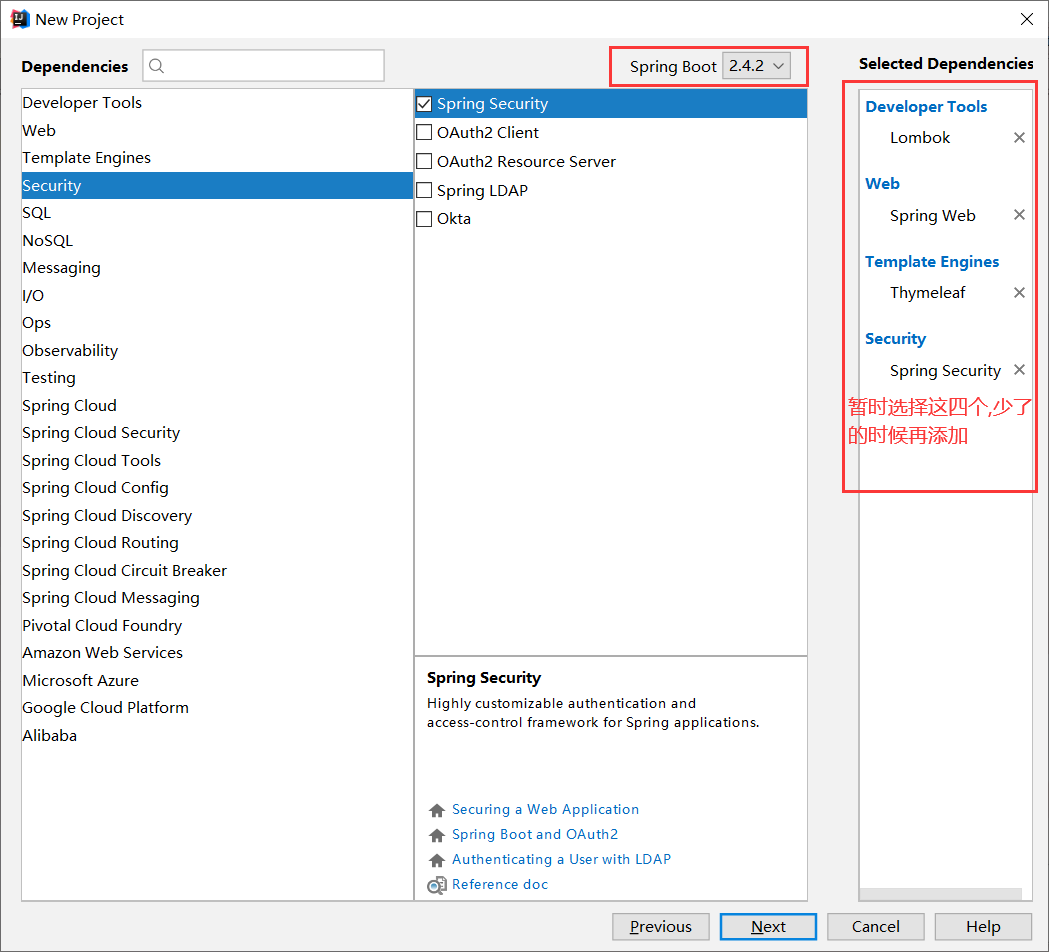 New Project
Dependencies
Spring Boot 2.4.2
Selected Dependencies
Developer Tools
Web
Template Engines
Security
SQL
NoSQL
Messaging
I/O
Ops
Observability
Testing
Spring Cloud
Spring Cloud Security
Spring Cloud Tools
Spring Cloud Config
Spring Cloud Discovery
Spring Cloud Routing
Spring Cloud Circuit Breaker
Spring Cloud Messaging
Pivotal Cloud Foundry
Amazon Web Services
Microsoft Azure
Google Cloud Platform
Alibaba
Spring Security
OAuth2 Client
OAuth2 Resource Server
Spring LDAP
Okta
Spring Security
Highly customizable authentication and
access-control framework for Spring applications.
Securing a Web Application
Spring Boot and OAuth2
Authenticating a User with LDAP
Reference doc
Developer Tools
Lombok
Web
Spring Web
Template Engines
Thymeleaf
Security
Spring Security
暂时选择这四个,少了
的时候再添加
Previous
Next
Cancel
Help